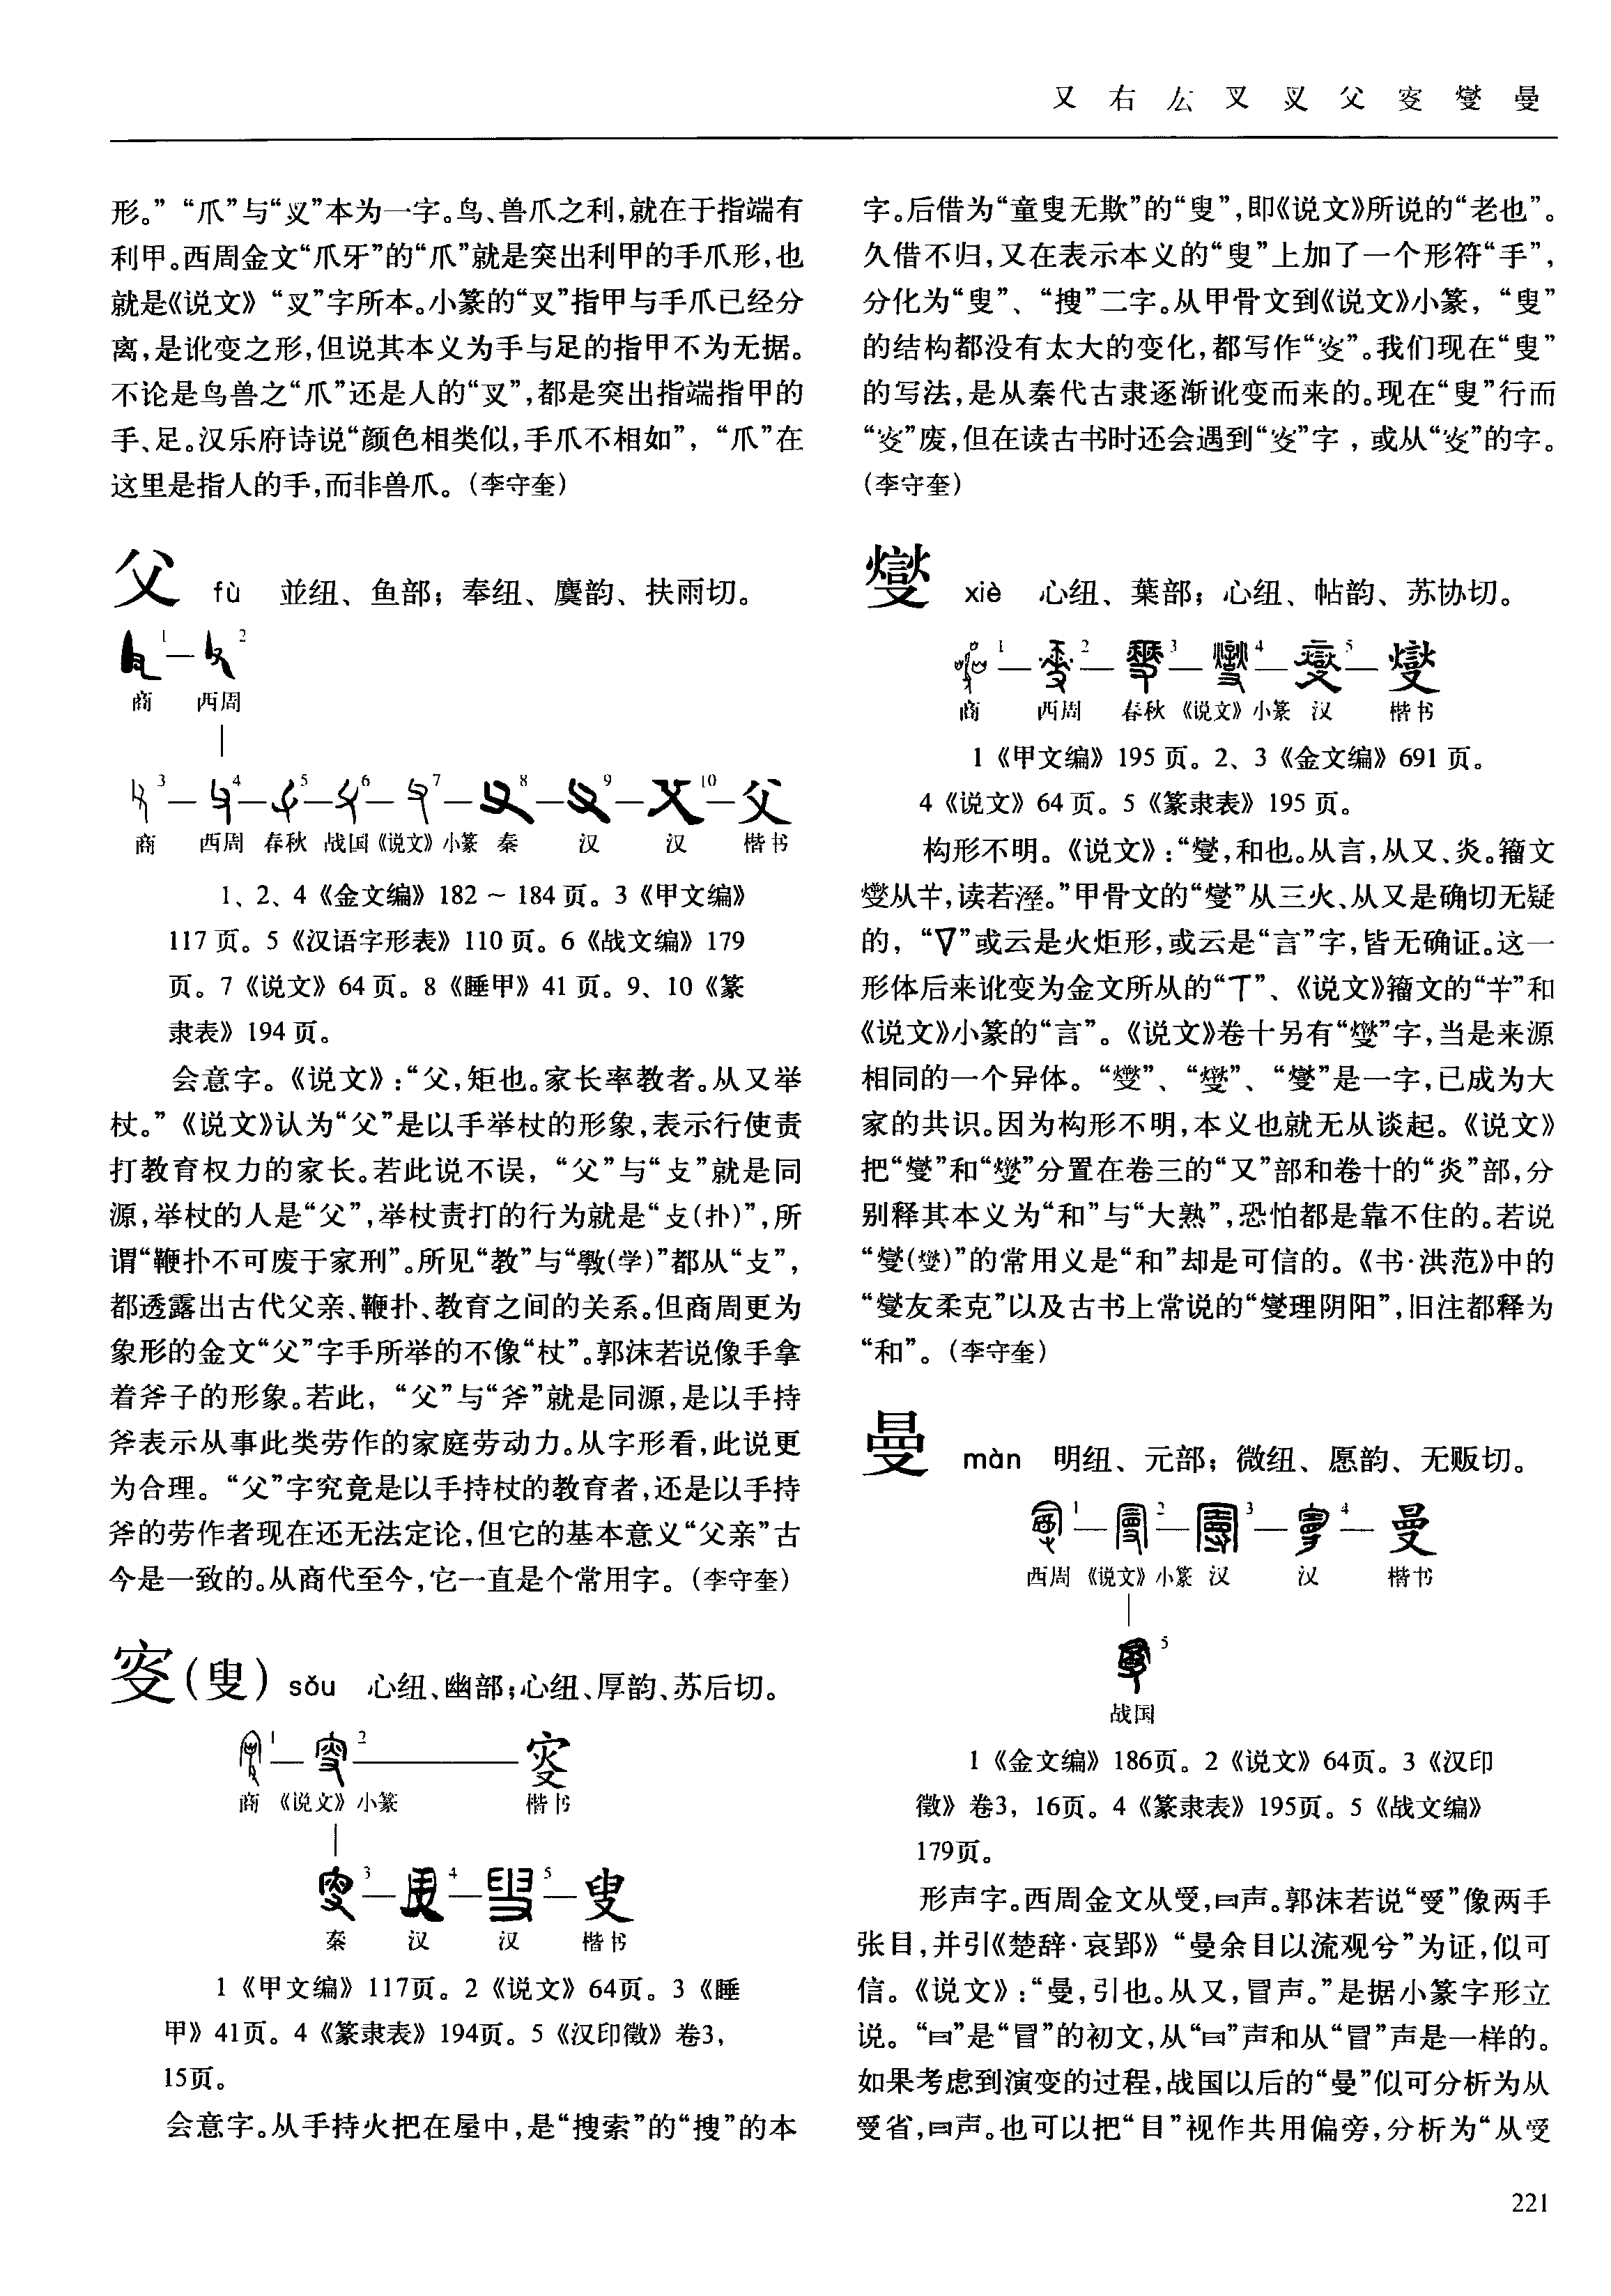 又 右 厷 叉 㕚 父 叜 燮 曼
形。”“爪”与“叉”本为一字。鸟、兽爪之利,就在于指端有
利甲。西周金文“爪牙”的“爪”就是突出利甲的手爪形,也
就是《说文》“叉”字所本。小篆的“叉”指甲与手爪已经分
离,是讹变之形,但说其本义为手与足的指甲不为无据。
不论是鸟兽之“爪”还是人的“叉”,都是突出指端指甲的
手、足。汉乐府诗说“颜色相类似,手爪不相如”,“爪”在
这里是指人的手,而非兽爪。(李守奎)
父 fù 並纽、鱼部;奉纽、麌韵、扶雨切。
1 — 2
商 西周
3 — 4 — 5 — 6 — 7 — 8 — 9 — 10 — 父
商 西周 春秋 战国 《说文》小篆 秦 汉 汉 楷书
1、2、4《金文编》182 ~ 184 页。3《甲文编》
117 页。5《汉语字形表》110 页。6《战文编》179
页。7《说文》64 页。8《睡甲》41 页。9、10《篆
隶表》194 页。
会意字。《说文》:“父,矩也。家长率教者。从又举
杖。”《说文》认为“父”是以手举杖的形象,表示行使责
打教育权力的家长。若此说不误,“父”与“攴”就是同
源,举杖的人是“父”,举杖责打的行为就是“攴(扑)”,所
谓“鞭扑不可废于家刑”。所见“教”与“斆(学)”都从“攴”,
都透露出古代父亲、鞭扑、教育之间的关系。但商周更为
象形的金文“父”字手所举的不像“杖”。郭沫若说像手拿
着斧子的形象。若此,“父”与“斧”就是同源,是以手持
斧表示从事此类劳作的家庭劳动力。从字形看,此说更
为合理。“父”字究竟是以手持杖的教育者,还是以手持
斧的劳作者现在还无法定论,但它的基本意义“父亲”古
今是一致的。从商代至今,它一直是个常用字。(李守奎)
叜(叟) sǒu 心纽、幽部;心纽、厚韵、苏后切。
1 — 2 — 叜
商 《说文》小篆 楷书
3 — 4 — 5 — 叟
秦 汉 汉 楷书
1《甲文编》117页。2《说文》64页。3《睡
甲》41页。4《篆隶表》194页。5《汉印徵》卷3,
15页。
会意字。从手持火把在屋中,是“搜索”的“搜”的本
字。后借为“童叟无欺”的“叟”,即《说文》所说的“老也”。
久借不归,又在表示本义的“叟”上加了一个形符“手”,
分化为“叟”、“搜”二字。从甲骨文到《说文》小篆,“叟”
的结构都没有太大的变化,都写作“叜”。我们现在“叟”
的写法,是从秦代古隶逐渐讹变而来的。现在“叟”行而
“叜”废,但在读古书时还会遇到“叜”字,或从“叜”的字。
(李守奎)
燮 xiè 心纽、葉部;心纽、帖韵、苏协切。
1 — 2 — 3 — 4 — 5 — 燮
商 西周 春秋 《说文》小篆 汉 楷书
1《甲文编》195 页。2、3《金文编》691 页。
4《说文》64 页。5《篆隶表》195 页。
构形不明。《说文》:“燮,和也。从言,从又、炎。籀文
燮从𢆉,读若溼。”甲骨文的“燮”从三火、从又是确切无疑
的,“∇”或云是火炬形,或云是“言”字,皆无确证。这一
形体后来讹变为金文所从的“丅”、《说文》籀文的“𢆉”和
《说文》小篆的“言”。《说文》卷十另有“燮”字,当是来源
相同的一个异体。“燮”、“燮”、“燮”是一字,已成为大
家的共识。因为构形不明,本义也就无从谈起。《说文》
把“燮”和“燮”分置在卷三的“又”部和卷十的“炎”部,分
别释其本义为“和”与“大熟”,恐怕都是靠不住的。若说
“燮(燮)”的常用义是“和”却是可信的。《书·洪范》中的
“燮友柔克”以及古书上常说的“燮理阴阳”,旧注都释为
“和”。(李守奎)
曼 màn 明纽、元部;微纽、愿韵、无贩切。
1 — 2 — 3 — 4 — 曼
西周 《说文》小篆 汉 汉 楷书
5
战国
1《金文编》186页。2《说文》64页。3《汉印
徵》卷3,16页。4《篆隶表》195页。5《战文编》
179页。
形声字。西周金文从受,冃声。郭沫若说“受”像两手
张目,并引《楚辞·哀郢》“曼余目以流观兮”为证,似可
信。《说文》:“曼,引也。从又,冒声。”是据小篆字形立
说。“冃”是“冒”的初文,从“冃”声和从“冒”声是一样的。
如果考虑到演变的过程,战国以后的“曼”似可分析为从
受省,冃声。也可以把“目”视作共用偏旁,分析为“从受
221